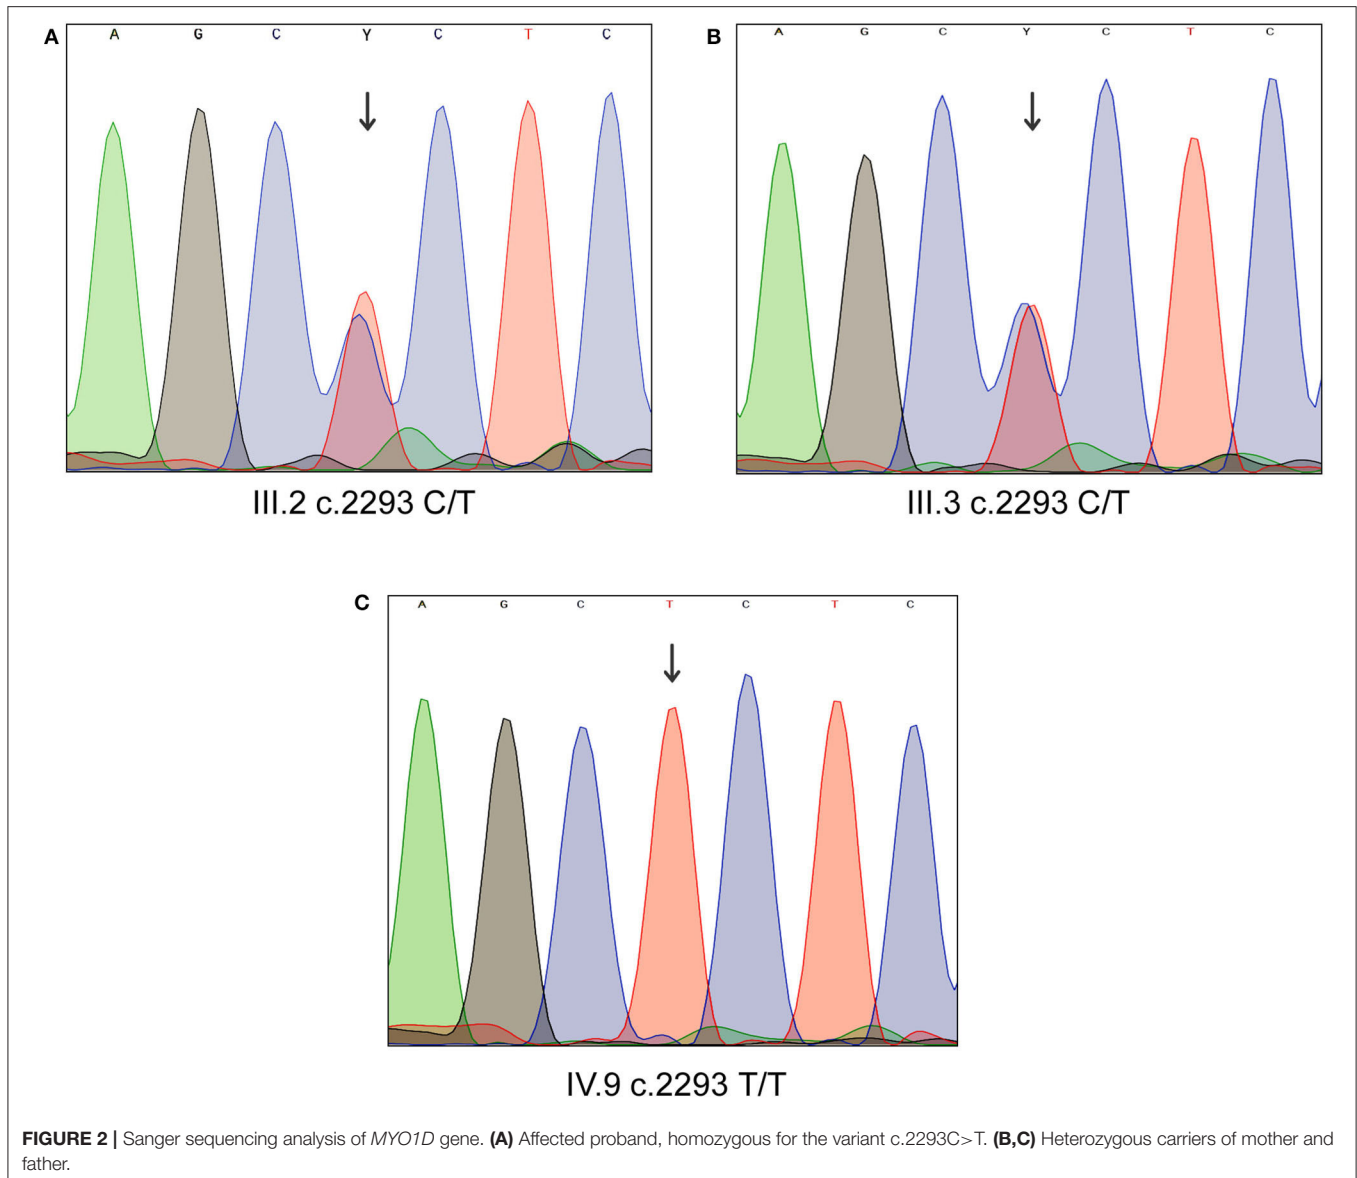 A
A G C Y C T C
III.2 c.2293 C/T
B
A G C Y C T C
III.3 c.2293 C/T
C
A G C T C T C
IV.9 c.2293 T/T
FIGURE 2 | Sanger sequencing analysis of MYO1D gene. (A) Affected proband, homozygous for the variant c.2293C>T. (B,C) Heterozygous carriers of mother and
father.